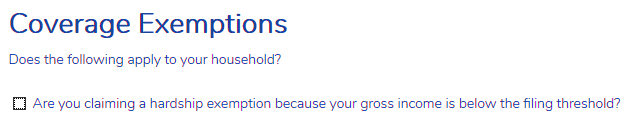 Coverage Exemptions
Does the following apply to your household?
Are you claiming a hardship exemption because your gross income is below the filing threshold?